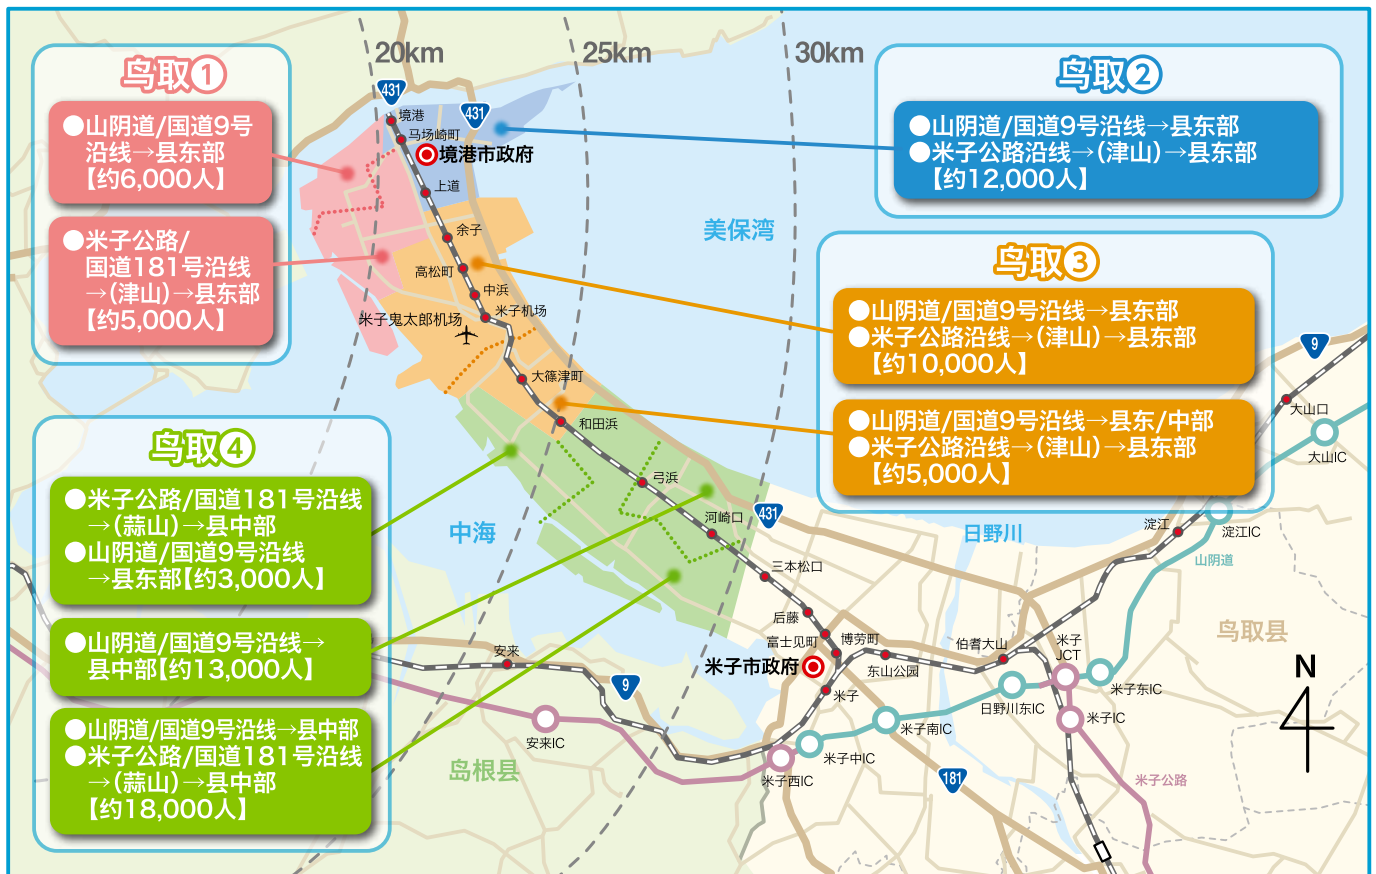 20km
25km
30km
鸟取1
●山阴道/国道9号
沿线→县东部
【约6,000人】
●米子公路/
国道181号沿线
→（津山）→县东部
【约5,000人】
鸟取2
●山阴道/国道9号沿线→县东部
●米子公路沿线→（津山）→县东部
【约12,000人】
鸟取3
●山阴道/国道9号沿线→县东部
●米子公路沿线→（津山）→县东部
【约10,000人】
●山阴道/国道9号沿线→县东/中部
●米子公路沿线→（津山）→县东部
【约5,000人】
鸟取4
●米子公路/国道181号沿线
→（蒜山）→县中部
●山阴道/国道9号沿线
→县东部【约3,000人】
●山阴道/国道9号沿线→
县中部【约13,000人】
●山阴道/国道9号沿线→县中部
●米子公路/国道181号沿线
→（蒜山）→县中部
【约18,000人】
431
431
境港
马场崎町
境港市政府
上道
余子
高松町
中浜
米子机场
米子鬼太郎机场
大篠津町
和田浜
弓浜
河崎口
431
三本松口
后藤
富士见町
博劳町
米子市政府
东山公园
米子
伯耆大山
米子
JCT
淀江
淀江IC
山阴道
大山口
大山IC
9
美保湾
中海
日野川
鸟取县
岛根县
安来
安来IC
9
米子西IC
米子中IC
米子南IC
日野川东IC
米子东IC
米子IC
米子公路
181
N